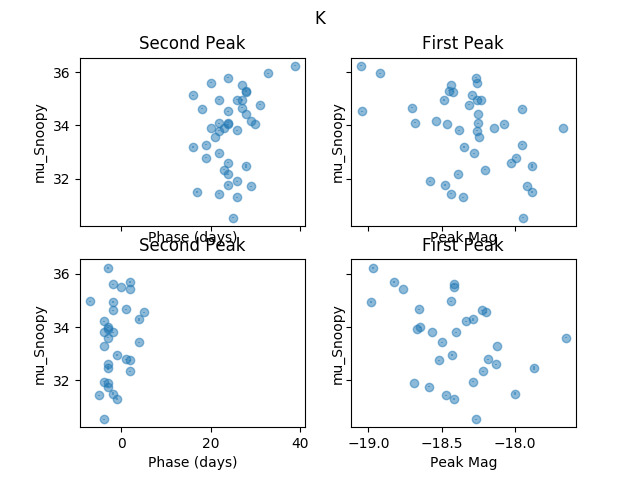 K
Second Peak
First Peak
36
34
32
mu_Snoopy
mu_Snoopy
Phase (days)
Peak Mag
Second Peak
First Peak
36
34
32
mu_Snoopy
mu_Snoopy
0
20
40
−19.0
−18.5
−18.0
Phase (days)
Peak Mag